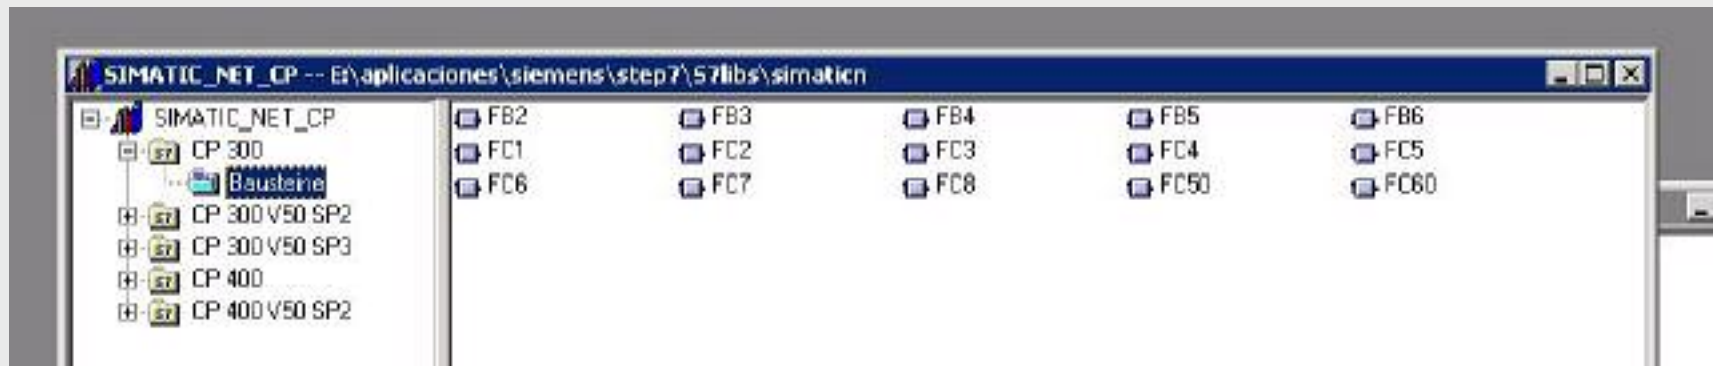 SIMATIC_NET_CP -- E:\aplicaciones\siemens\step7\S7libs\simaticn
SIMATIC_NET_CP
CP 300
Bausteine
CP 300 V50 SP2
CP 300 V50 SP3
CP 400
CP 400 V50 SP2
FB2 FB3 FB4 FB5 FB6
FC1 FC2 FC3 FC4 FC5
FC6 FC7 FC8 FC50 FC60